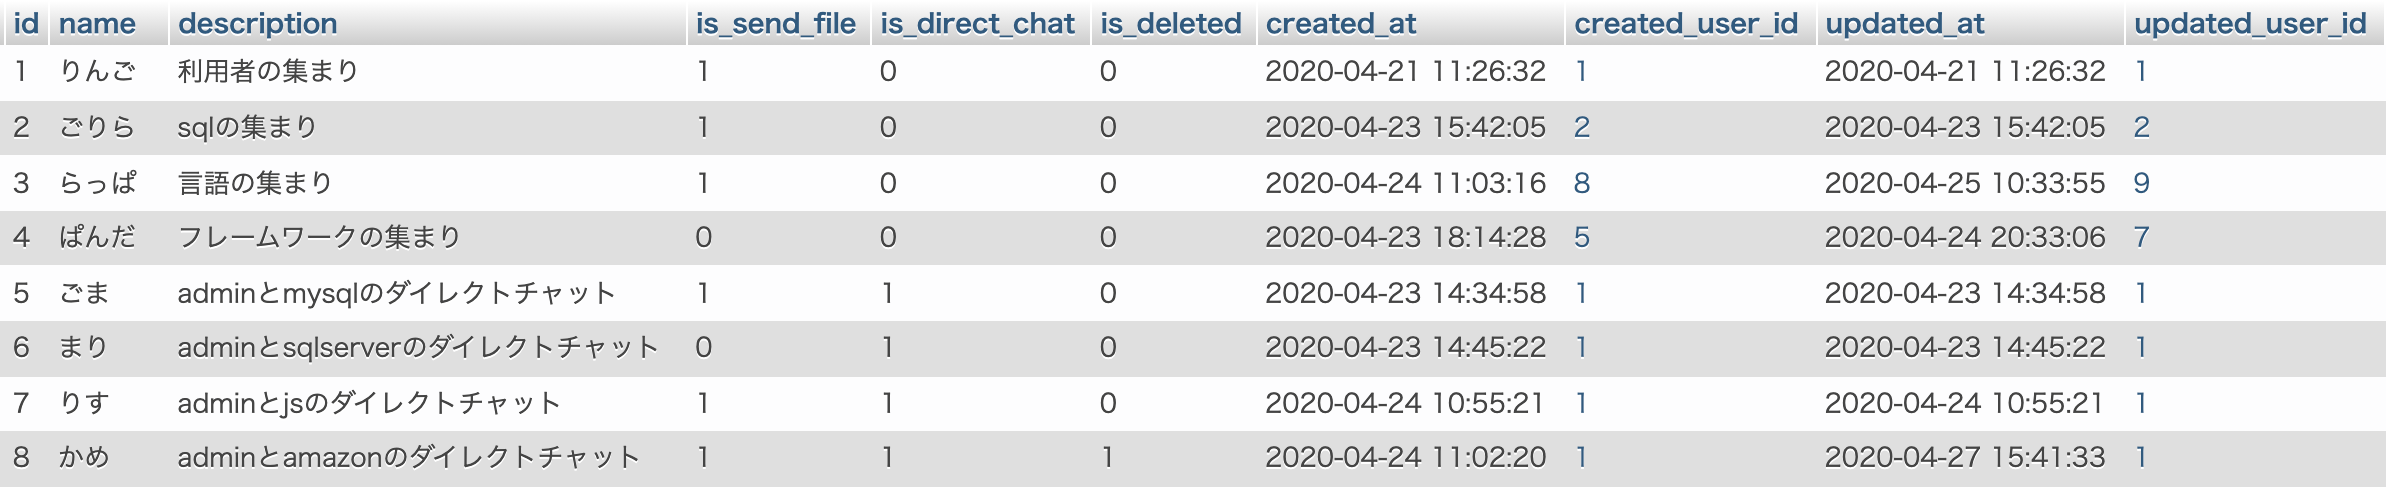 id name description is_send_file is_direct_chat is_deleted created_at created_user_id updated_at updated_user_id
1 りんご 利用者の集まり 1 0 0 2020-04-21 11:26:32 1 2020-04-21 11:26:32 1
2 ごりら sqlの集まり 1 0 0 2020-04-23 15:42:05 2 2020-04-23 15:42:05 2
3 らっぱ 言語の集まり 1 0 0 2020-04-24 11:03:16 8 2020-04-25 10:33:55 9
4 ぱんだ フレームワークの集まり 0 0 0 2020-04-23 18:14:28 5 2020-04-24 20:33:06 7
5 ごま adminとmysqlのダイレクトチャット 1 1 0 2020-04-23 14:34:58 1 2020-04-23 14:34:58 1
6 まり adminとsqlserverのダイレクトチャット 0 1 0 2020-04-23 14:45:22 1 2020-04-23 14:45:22 1
7 りす adminとjsのダイレクトチャット 1 1 0 2020-04-24 10:55:21 1 2020-04-24 10:55:21 1
8 かめ adminとamazonのダイレクトチャット 1 1 1 2020-04-24 11:02:20 1 2020-04-27 15:41:33 1